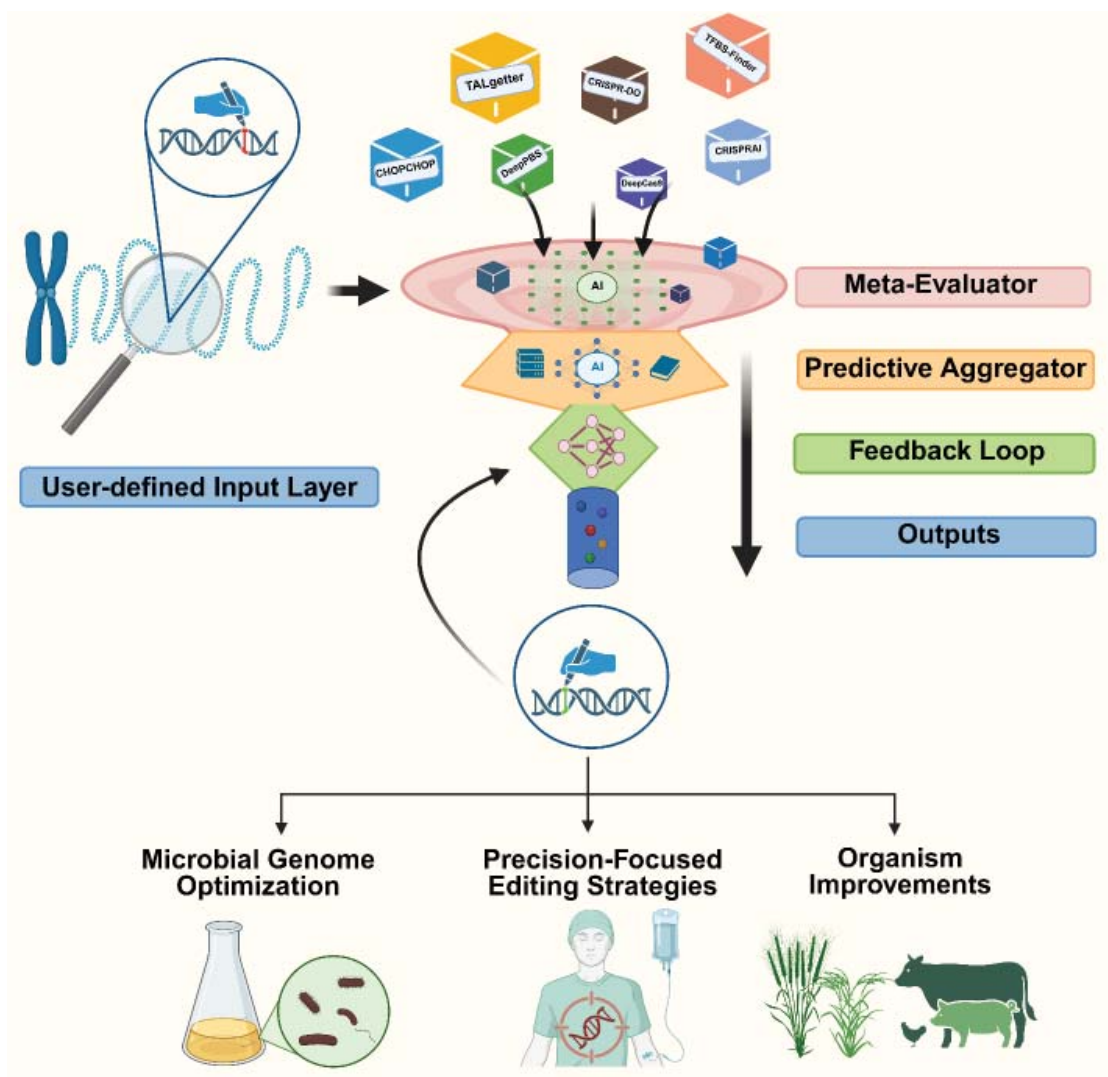 TALgetter
CRISPR-DO
TFBS-Finder
CHOPCHOP
DeepPBS
DeepCas9
CRISPRAI
AI
Meta-Evaluator
AI
Predictive Aggregator
Feedback Loop
User-defined Input Layer
Outputs
Microbial Genome
Optimization
Precision-Focused
Editing Strategies
Organism
Improvements